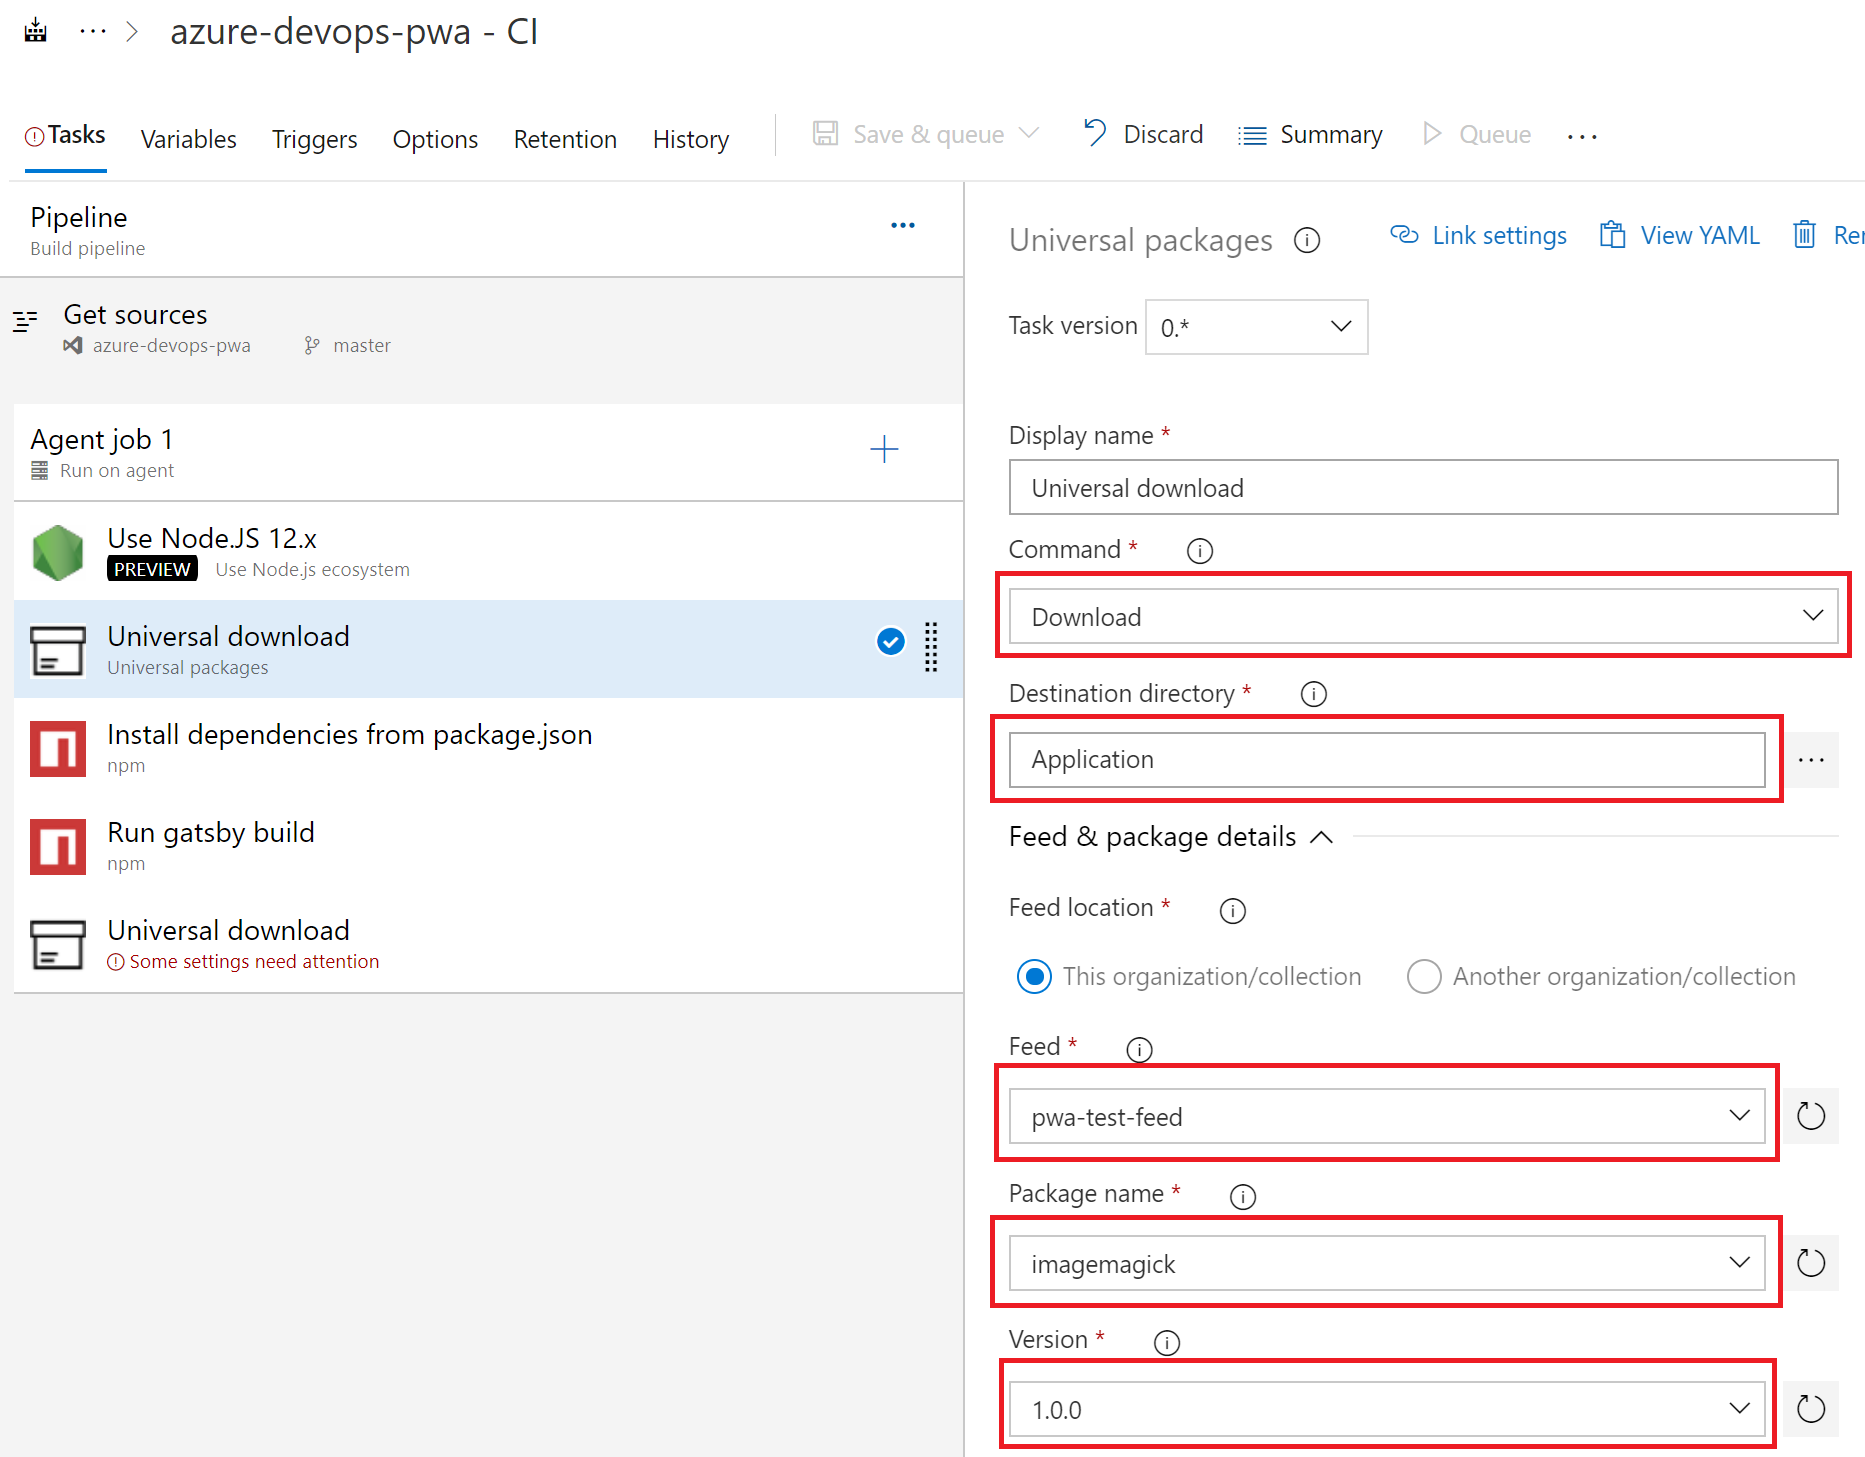 azure-devops-pwa - CI
Tasks Variables Triggers Options Retention History Save & queue Discard Summary Queue
Pipeline
Build pipeline
Get sources
azure-devops-pwa master
Agent job 1
Run on agent
Use Node.JS 12.x
PREVIEW Use Node.js ecosystem
Universal download
Universal packages
Install dependencies from package.json
npm
Run gatsby build
npm
Universal download
Some settings need attention
Universal packages Link settings View YAML
Task version 0.*
Display name *
Universal download
Command *
Download
Destination directory *
Application
Feed & package details
Feed location *
This organization/collection Another organization/collection
Feed *
pwa-test-feed
Package name *
imagemagick
Version *
1.0.0